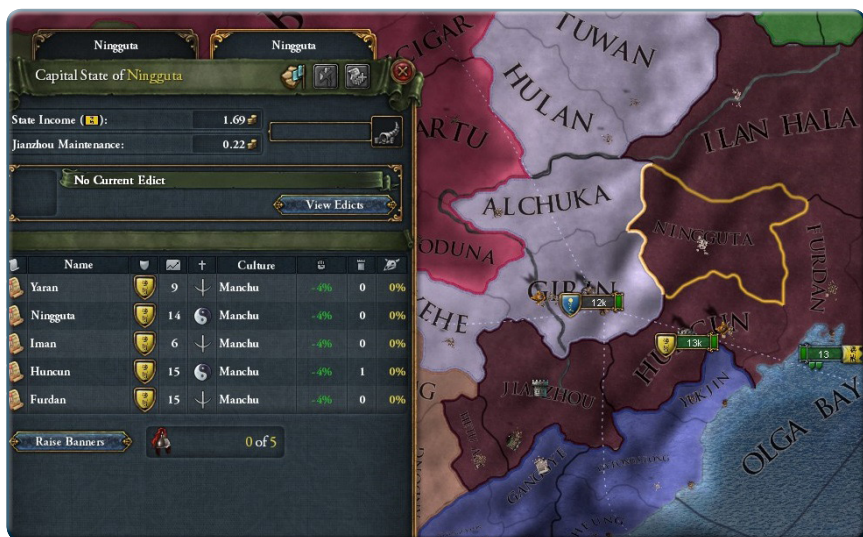 Ningguta
Ningguta
Capital State of Ningguta
State Income ( ):
1.69
Jianzhou Maintenance:
0.22
No Current Edict
View Edicts
Name
Culture
Yaran 9 Manchu -4% 0 0%
Ningguta 14 Manchu -4% 0 0%
Iman 6 Manchu -4% 0 0%
Huncun 15 Manchu -4% 1 0%
Furdan 15 Manchu -4% 0 0%
Raise Banners
0 of 5
CIGAR
TUWAN
HULAN
ARTU
ILAN HALA
ALCHUKA
NINGGUTA
ODUNA
FURDAN
GIRAN
12k
YEHE
13k
13
JIANZHOU
YUKJIN
OLGA BAY